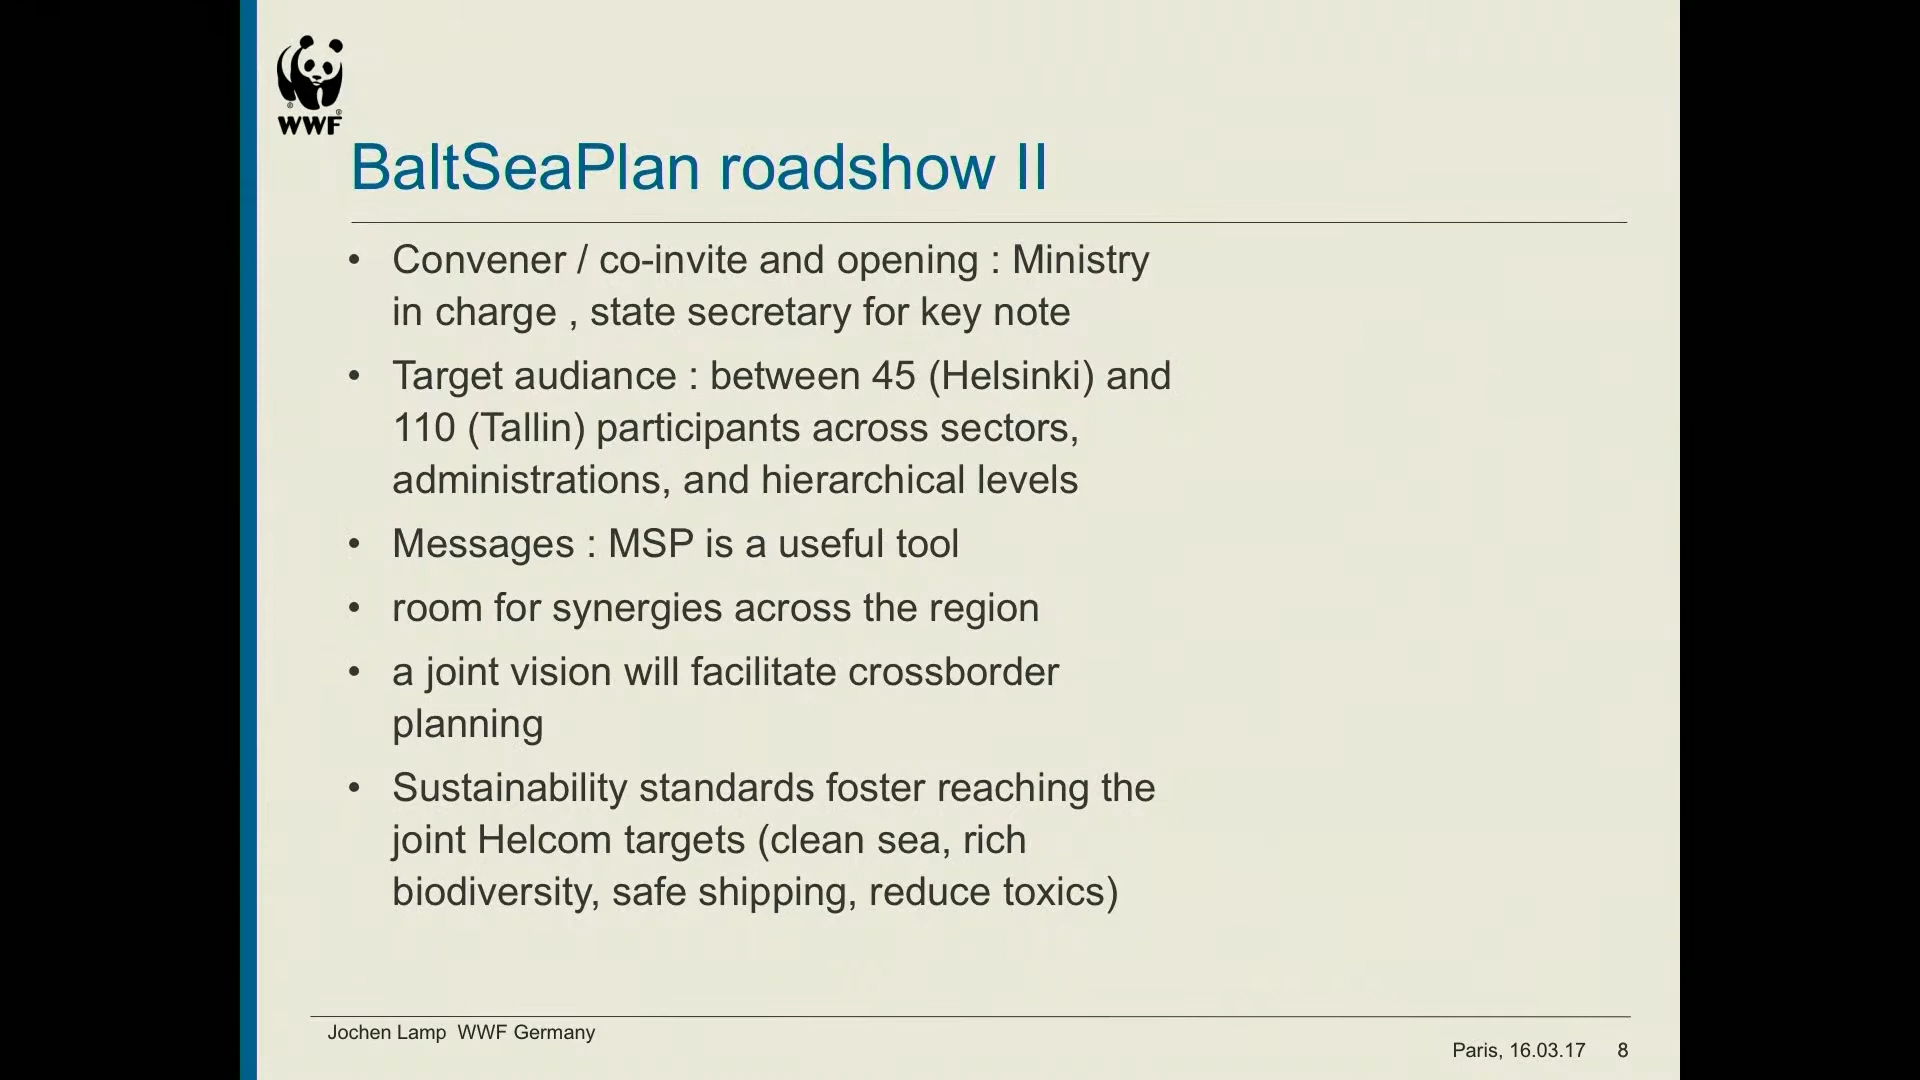 WWF
BaltSeaPlan roadshow II
• Convener / co-invite and opening : Ministry
in charge , state secretary for key note
• Target audiance : between 45 (Helsinki) and
110 (Tallin) participants across sectors,
administrations, and hierarchical levels
• Messages : MSP is a useful tool
• room for synergies across the region
• a joint vision will facilitate crossborder
planning
• Sustainability standards foster reaching the
joint Helcom targets (clean sea, rich
biodiversity, safe shipping, reduce toxics)
Jochen Lamp  WWF Germany
Paris, 16.03.17 8